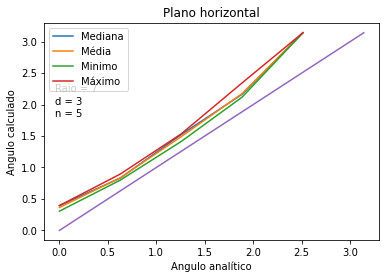 Plano horizontal
Mediana
Média
Minimo
Máximo
Raio = 7
d = 3
n = 5
Angulo calculado
3.0
2.5
2.0
1.5
1.0
0.5
0.0
0.0 0.5 1.0 1.5 2.0 2.5 3.0
Angulo analítico